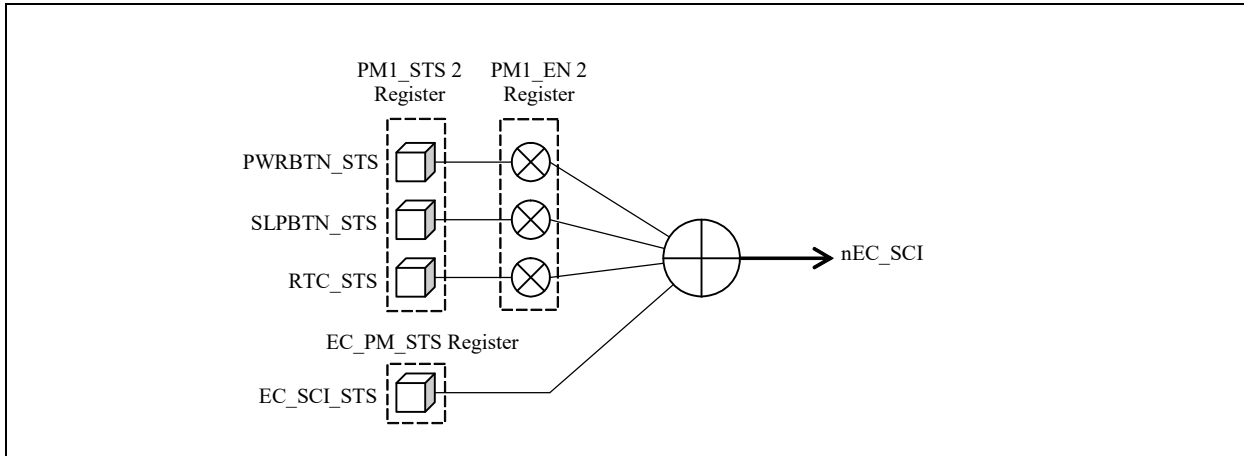 PM1_STS 2
Register
PM1_EN 2
Register
PWRBTN_STS
SLPBTN_STS
RTC_STS
nEC_SCI
EC_PM_STS Register
EC_SCI_STS